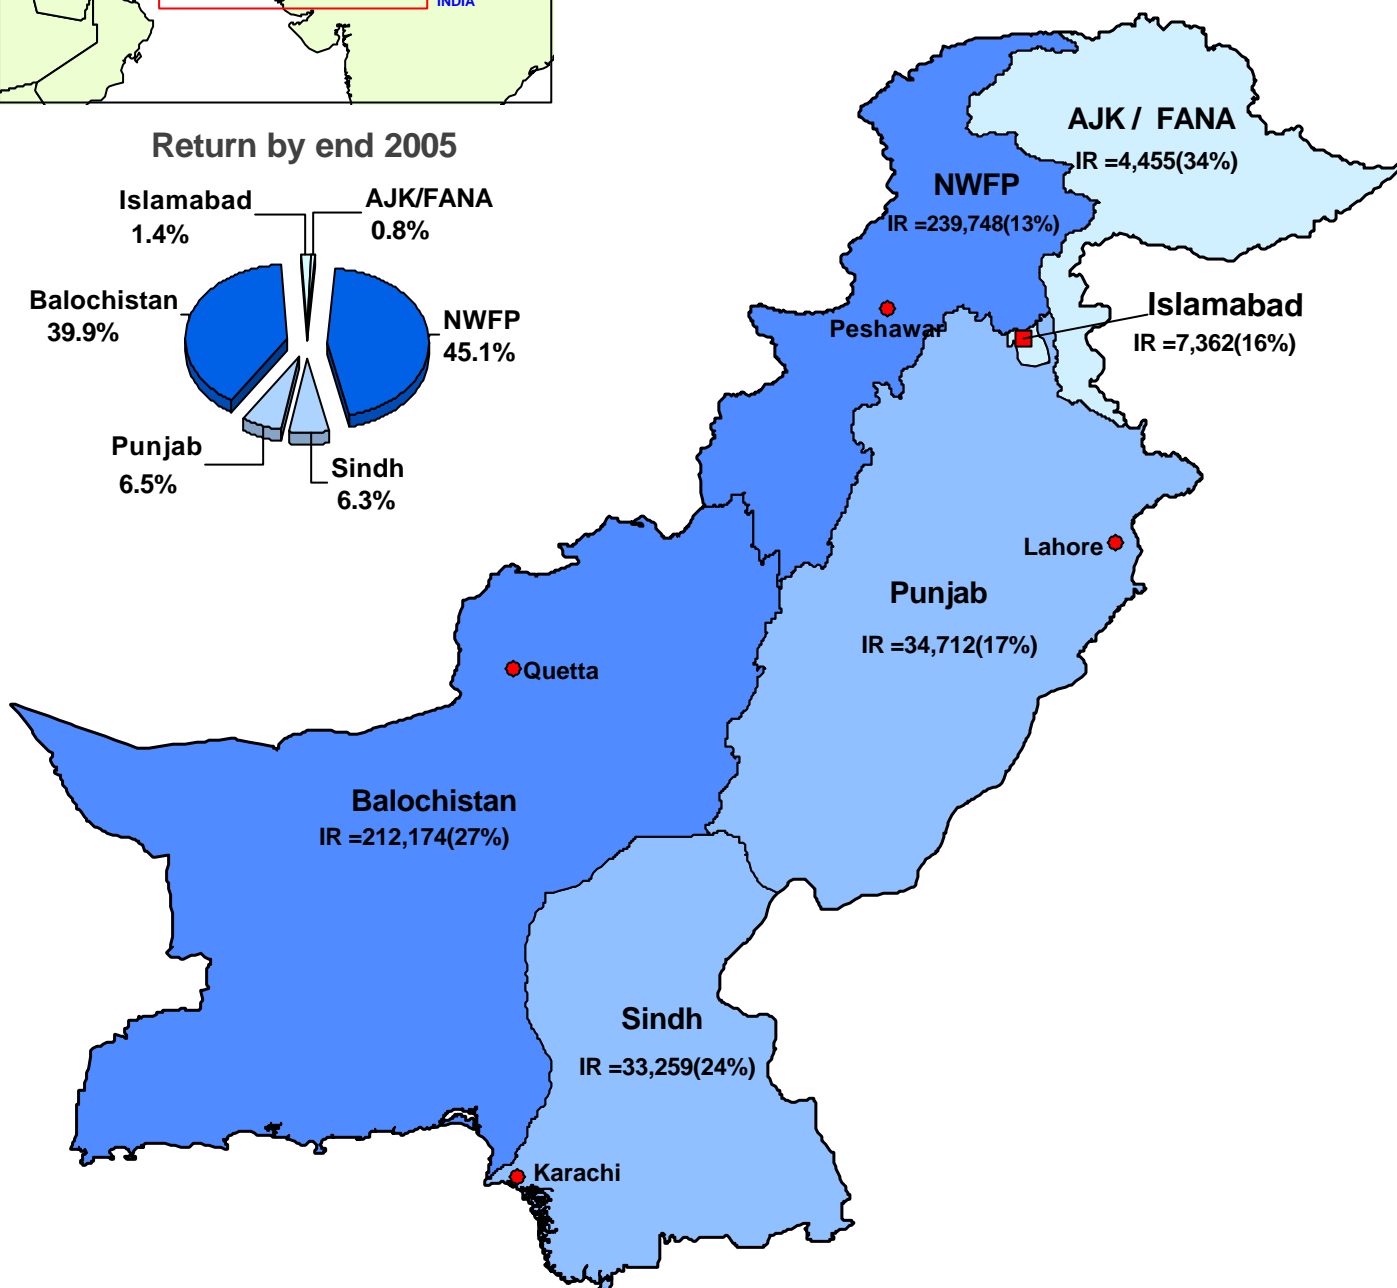 INDIA
Return by end 2005
Islamabad
1.4%
AJK/FANA
0.8%
Balochistan
39.9%
NWFP
45.1%
Punjab
6.5%
Sindh
6.3%
AJK / FANA
IR =4,455(34%)
NWFP
IR =239,748(13%)
Islamabad
IR =7,362(16%)
Peshawar
Lahore
Punjab
IR =34,712(17%)
Quetta
Balochistan
IR =212,174(27%)
Sindh
IR =33,259(24%)
Karachi